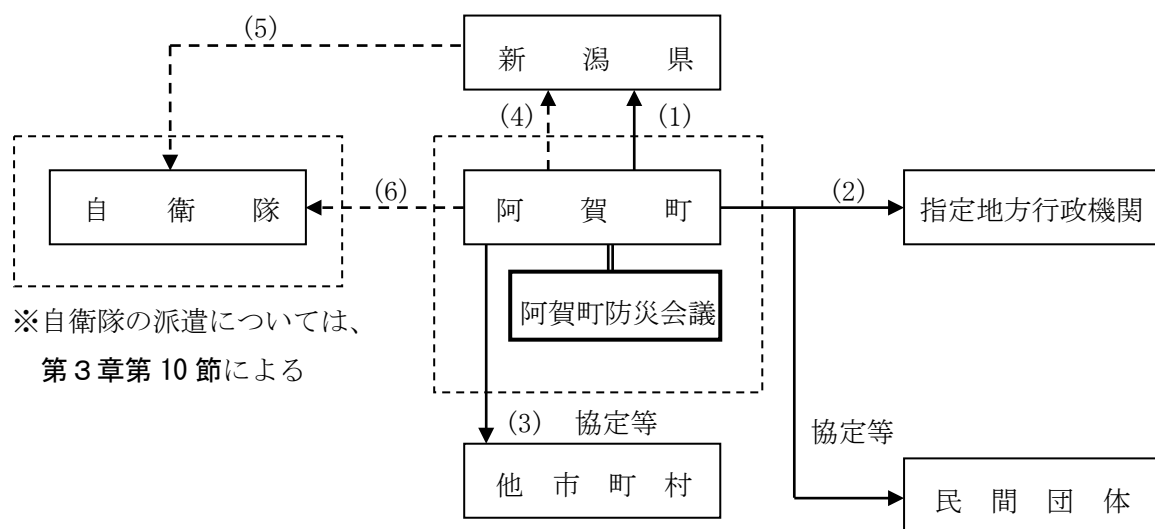 (5)
新潟県
(4)
(1)
自衛隊
(6)
阿賀町
(2)
指定地方行政機関
阿賀町防災会議
※自衛隊の派遣については、
第3章第10節による
(3) 協定等
協定等
他市町村
民間団体